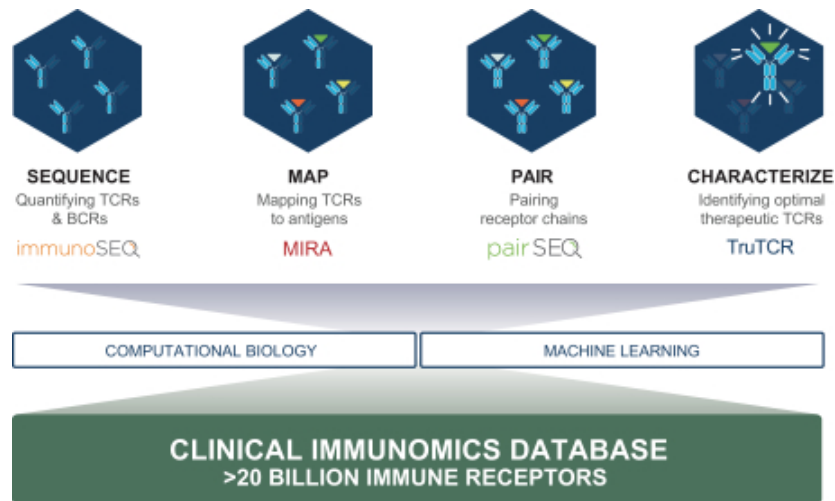 SEQUENCE
Quantifying TCRs
& BCRs
immunoSEQ
MAP
Mapping TCRs
to antigens
MIRA
PAIR
Pairing
receptor chains
pairSEQ
CHARACTERIZE
Identifying optimal
therapeutic TCRs
TruTCR
COMPUTATIONAL BIOLOGY
MACHINE LEARNING
CLINICAL IMMUNOMICS DATABASE
>20 BILLION IMMUNE RECEPTORS